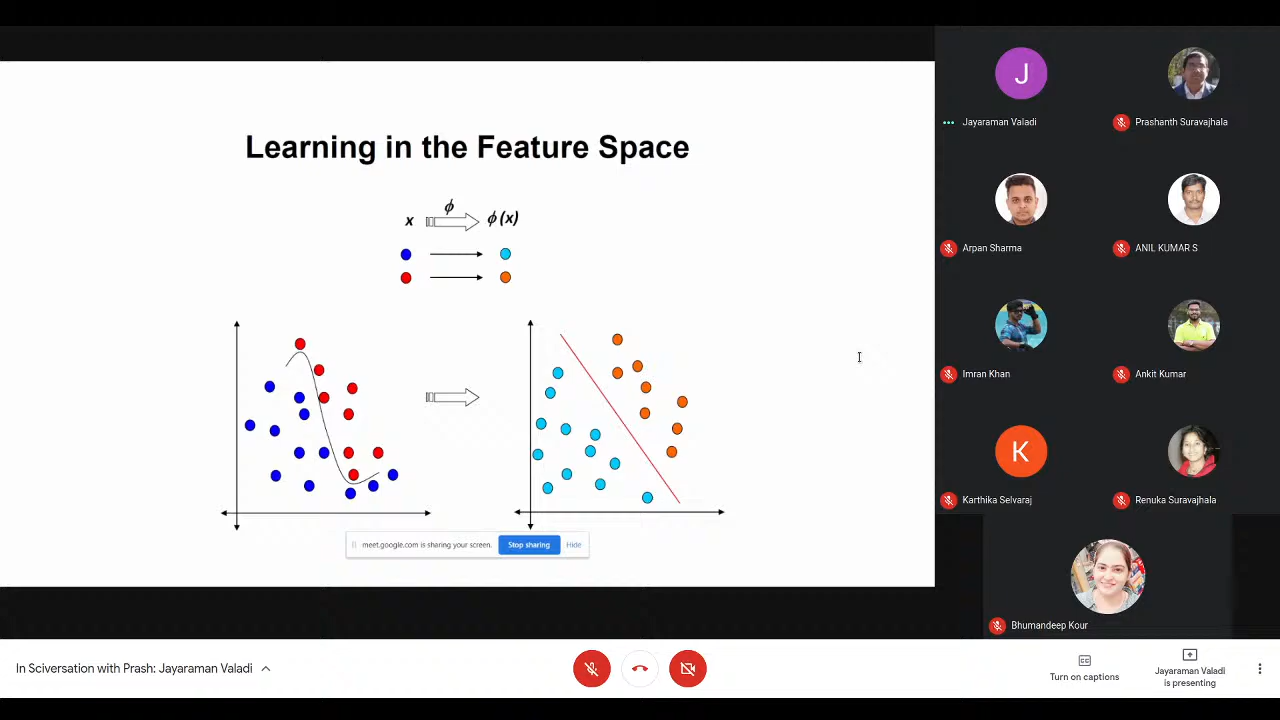 Learning in the Feature Space
ϕ
x ϕ(x)
meet.google.com is sharing your screen. Stop sharing Hide
J
Jayaraman Valadi
Prashanth Suravajhala
Arpan Sharma
ANIL KUMAR S
Imran Khan
Ankit Kumar
K
Karthika Selvaraj
Renuka Suravajhala
Bhumandeep Kour
In Sciversation with Prash: Jayaraman Valadi
CC
Turn on captions
Jayaraman Valadi
is presenting